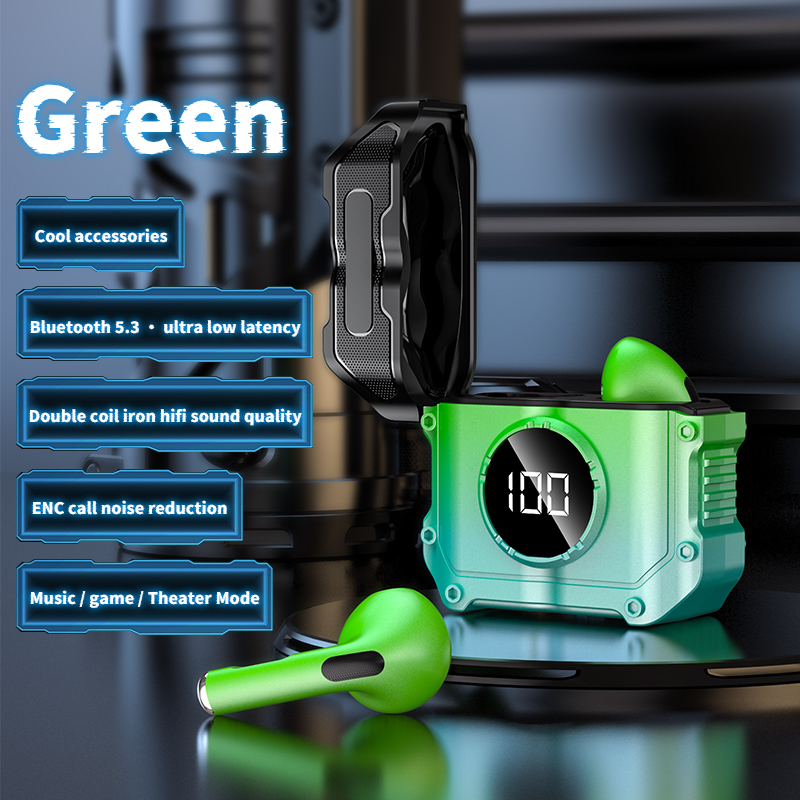 Green
Cool accessories
Bluetooth 5.3 · ultra low latency
Double coil iron hifi sound quality
ENC call noise reduction
Music / game / Theater Mode
100